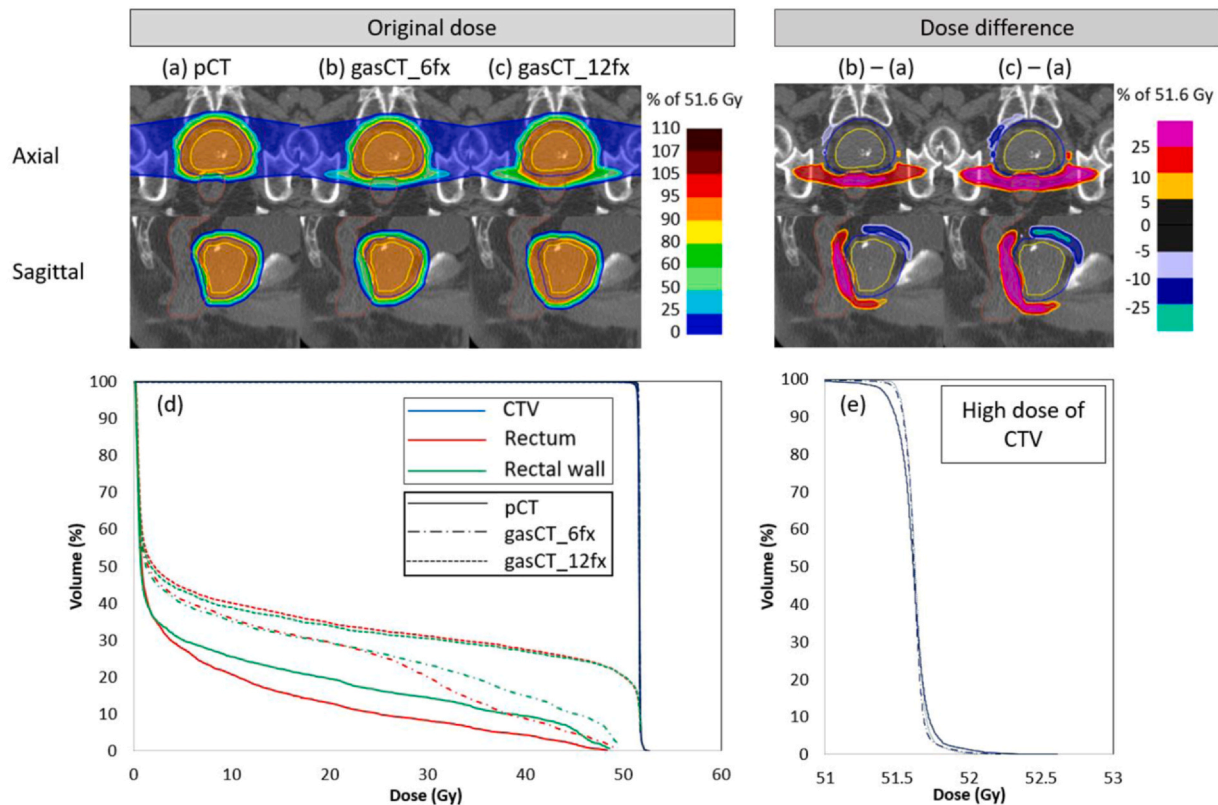 Original dose
Dose difference
(a) pCT
(b) gasCT_6fx
(c) gasCT_12fx
(b) – (a)
(c) – (a)
% of 51.6 Gy
% of 51.6 Gy
Axial
Sagittal
110
107
105
95
90
80
60
50
25
0
25
10
5
0
-5
-10
-25
(d)
CTV
Rectum
Rectal wall
pCT
gasCT_6fx
gasCT_12fx
Volume (%)
100
90
80
70
60
50
40
30
20
10
0
0 10 20 30 40 50 60
Dose (Gy)
(e)
High dose of
CTV
Volume (%)
100
90
80
70
60
50
40
30
20
10
0
51 51.5 52 52.5 53
Dose (Gy)